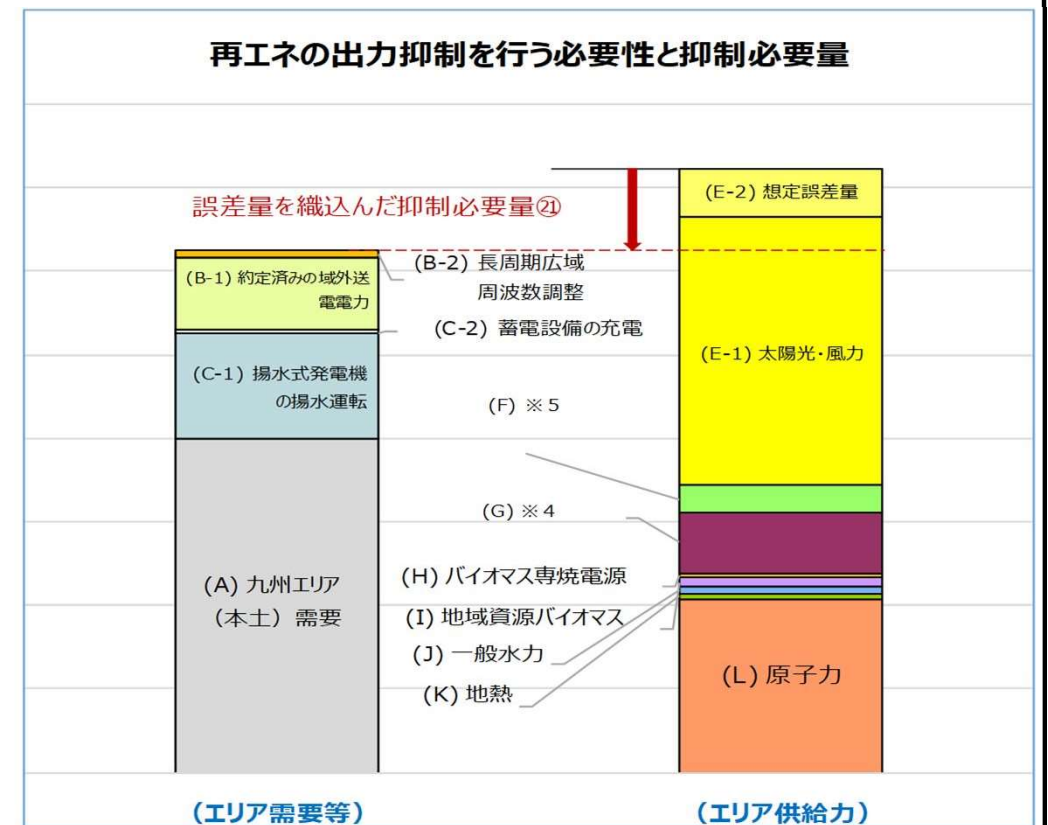 再エネの出力抑制を行う必要性と抑制必要量
誤差量を織込んだ抑制必要量㉑
(B-1) 約定済みの域外送
電電力
(C-1) 揚水式発電機
の揚水運転
(A) 九州エリア
（本土）需要
(B-2) 長周期広域
周波数調整
(C-2) 蓄電設備の充電
(F) ※５
(G) ※４
(H) バイオマス専焼電源
(I) 地域資源バイオマス
(J) 一般水力
(K) 地熱
(E-2) 想定誤差量
(E-1) 太陽光・風力
(L) 原子力
（エリア需要等）
（エリア供給力）